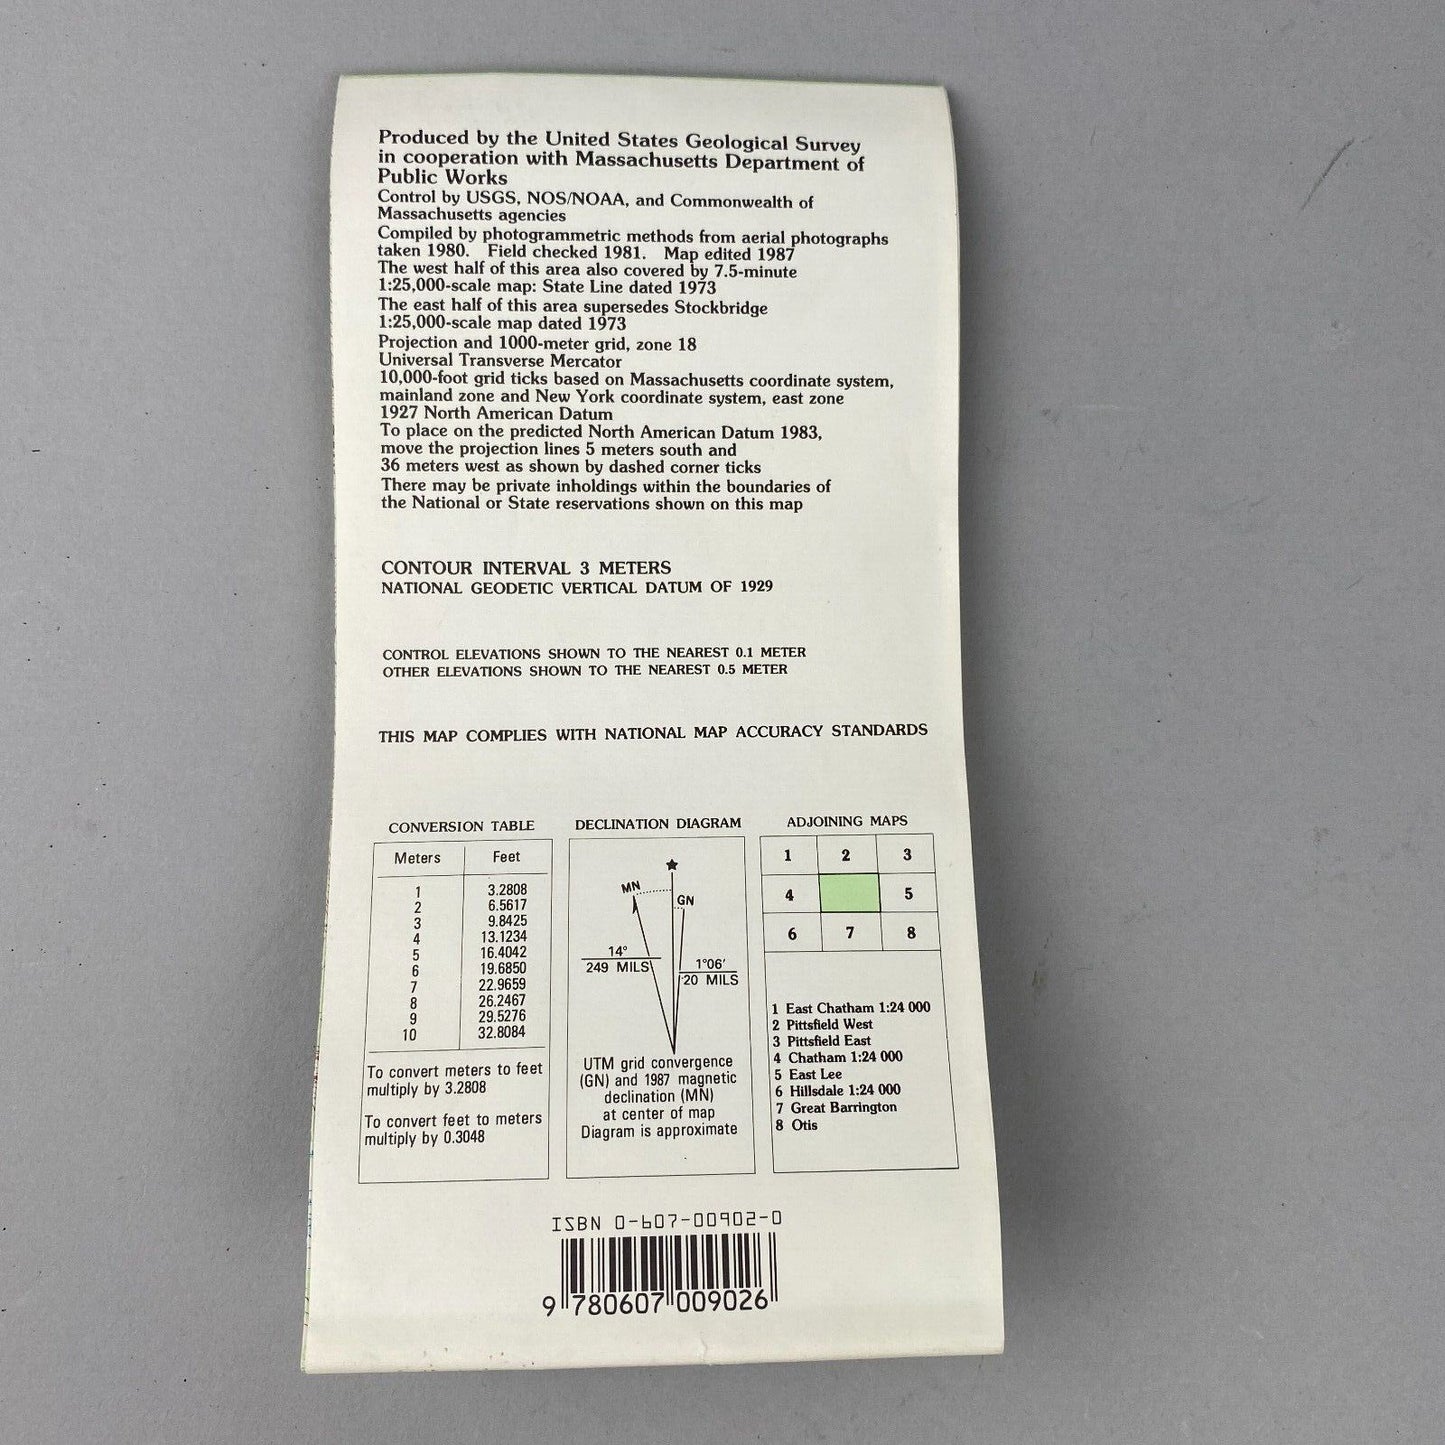 Produced by the United States Geological Survey
in cooperation with Massachusetts Department of
Public Works
Control by USGS, NOS/NOAA, and Commonwealth of
Massachusetts agencies
Compiled by photogrammetric methods from aerial photographs
taken 1980. Field checked 1981. Map edited 1987
The west half of this area also covered by 7.5-minute
1:25,000-scale map: State Line dated 1973
The east half of this area supersedes Stockbridge
1:25,000-scale map dated 1973
Projection and 1000-meter grid, zone 18
Universal Transverse Mercator
10,000-foot grid ticks based on Massachusetts coordinate system,
mainland zone and New York coordinate system, east zone
1927 North American Datum
To place on the predicted North American Datum 1983,
move the projection lines 5 meters south and
36 meters west as shown by dashed corner ticks
There may be private inholdings within the boundaries of
the National or State reservations shown on this map
CONTOUR INTERVAL 3 METERS
NATIONAL GEODETIC VERTICAL DATUM OF 1929
CONTROL ELEVATIONS SHOWN TO THE NEAREST 0.1 METER
OTHER ELEVATIONS SHOWN TO THE NEAREST 0.5 METER
THIS MAP COMPLIES WITH NATIONAL MAP ACCURACY STANDARDS
CONVERSION TABLE
Meters Feet
1 3.2808
2 6.5617
3 9.8425
4 13.1234
5 16.4042
6 19.6850
7 22.9659
8 26.2467
9 29.5276
10 32.8084
To convert meters to feet
multiply by 3.2808
To convert feet to meters
multiply by 0.3048
DECLINATION DIAGRAM
MN
GN
14°
249 MILS
1°06′
20 MILS
UTM grid convergence
(GN) and 1987 magnetic
declination (MN)
at center of map
Diagram is approximate
ADJOINING MAPS
1 2 3
4 5
6 7 8
1 East Chatham 1:24 000
2 Pittsfield West
3 Pittsfield East
4 Chatham 1:24 000
5 East Lee
6 Hillsdale 1:24 000
7 Great Barrington
8 Otis
ISBN 0-607-00902-0
9 780607 009026